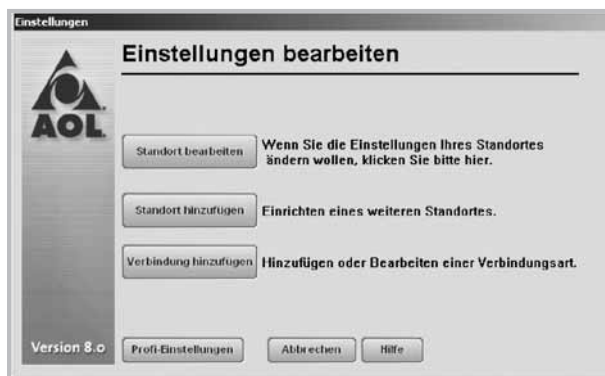 Einstellungen
Einstellungen bearbeiten
AOL
Standort bearbeiten
Wenn Sie die Einstellungen Ihres Standortes
ändern wollen, klicken Sie bitte hier.
Standort hinzufügen
Einrichten eines weiteren Standortes.
Verbindung hinzufügen
Hinzufügen oder Bearbeiten einer Verbindungsart.
Version 8.0
Profi-Einstellungen
Abbrechen
Hilfe